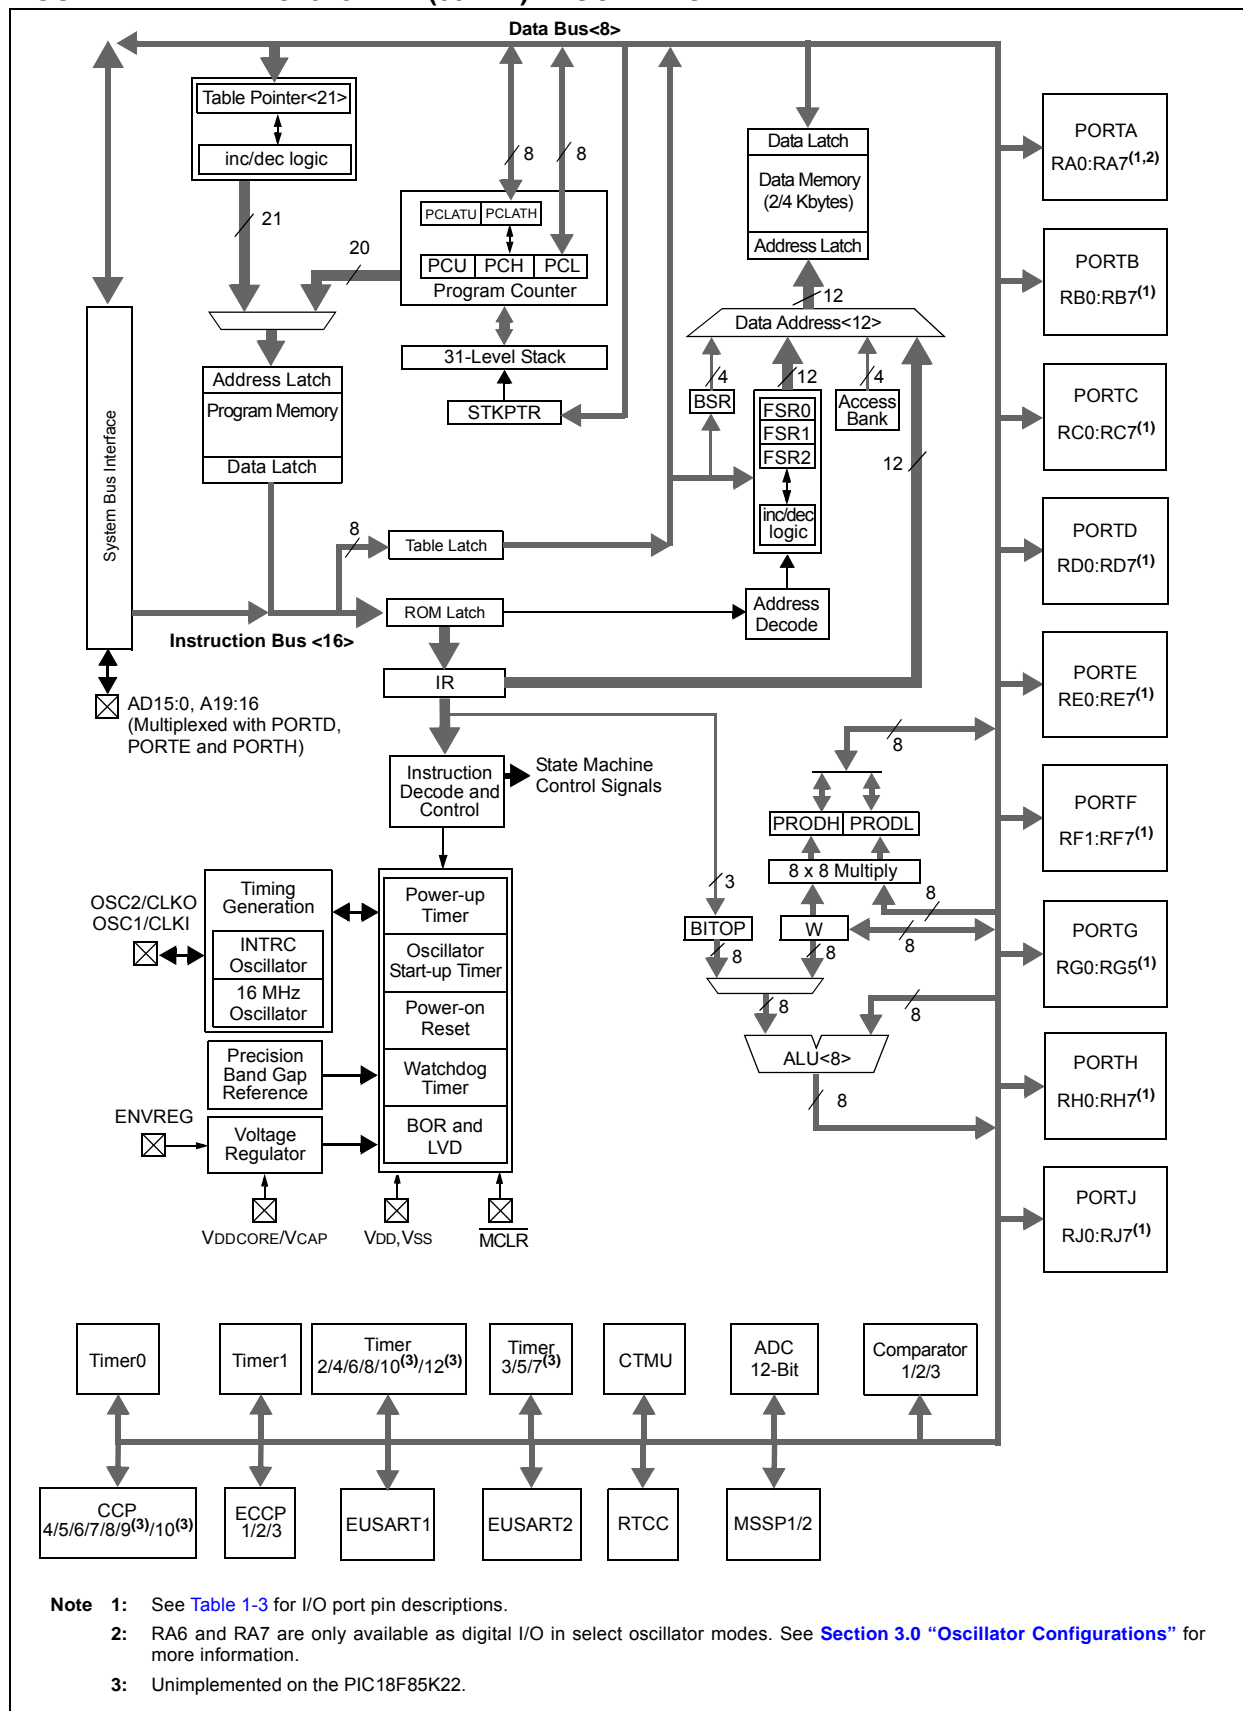 Data Bus<8>
Table Pointer<21>
inc/dec logic
21
20
8
8
PCLATU
PCLATH
PCU
PCH
PCL
Program Counter
31-Level Stack
STKPTR
System Bus Interface
Address Latch
Program Memory
Data Latch
8
Table Latch
ROM Latch
Instruction Bus <16>
IR
AD15:0, A19:16
(Multiplexed with PORTD,
PORTE and PORTH)
Data Latch
Data Memory
(2/4 Kbytes)
Address Latch
12
Data Address<12>
4
12
4
BSR
FSR0
FSR1
FSR2
inc/dec
logic
Access
Bank
12
Address
Decode
Instruction
Decode and
Control
State Machine
Control Signals
8
PRODH
PRODL
8 x 8 Multiply
3
8
BITOP
W
8
8
8
8
8
ALU<8>
8
OSC2/CLKO
OSC1/CLKI
Timing
Generation
INTRC
Oscillator
16 MHz
Oscillator
Power-up
Timer
Oscillator
Start-up Timer
Power-on
Reset
Watchdog
Timer
BOR and
LVD
Precision
Band Gap
Reference
ENVREG
Voltage
Regulator
VDDCORE/VCAP
VDD,VSS
MCLR
PORTA
RA0:RA7(1,2)
PORTB
RB0:RB7(1)
PORTC
RC0:RC7(1)
PORTD
RD0:RD7(1)
PORTE
RE0:RE7(1)
PORTF
RF1:RF7(1)
PORTG
RG0:RG5(1)
PORTH
RH0:RH7(1)
PORTJ
RJ0:RJ7(1)
Timer0
Timer1
Timer
2/4/6/8/10(3)/12(3)
Timer
3/5/7(3)
CTMU
ADC
12-Bit
Comparator
1/2/3
CCP
4/5/6/7/8/9(3)/10(3)
ECCP
1/2/3
EUSART1
EUSART2
RTCC
MSSP1/2
Note 1: See Table 1-3 for I/O port pin descriptions.
2: RA6 and RA7 are only available as digital I/O in select oscillator modes. See Section 3.0 “Oscillator Configurations” for
more information.
3: Unimplemented on the PIC18F85K22.